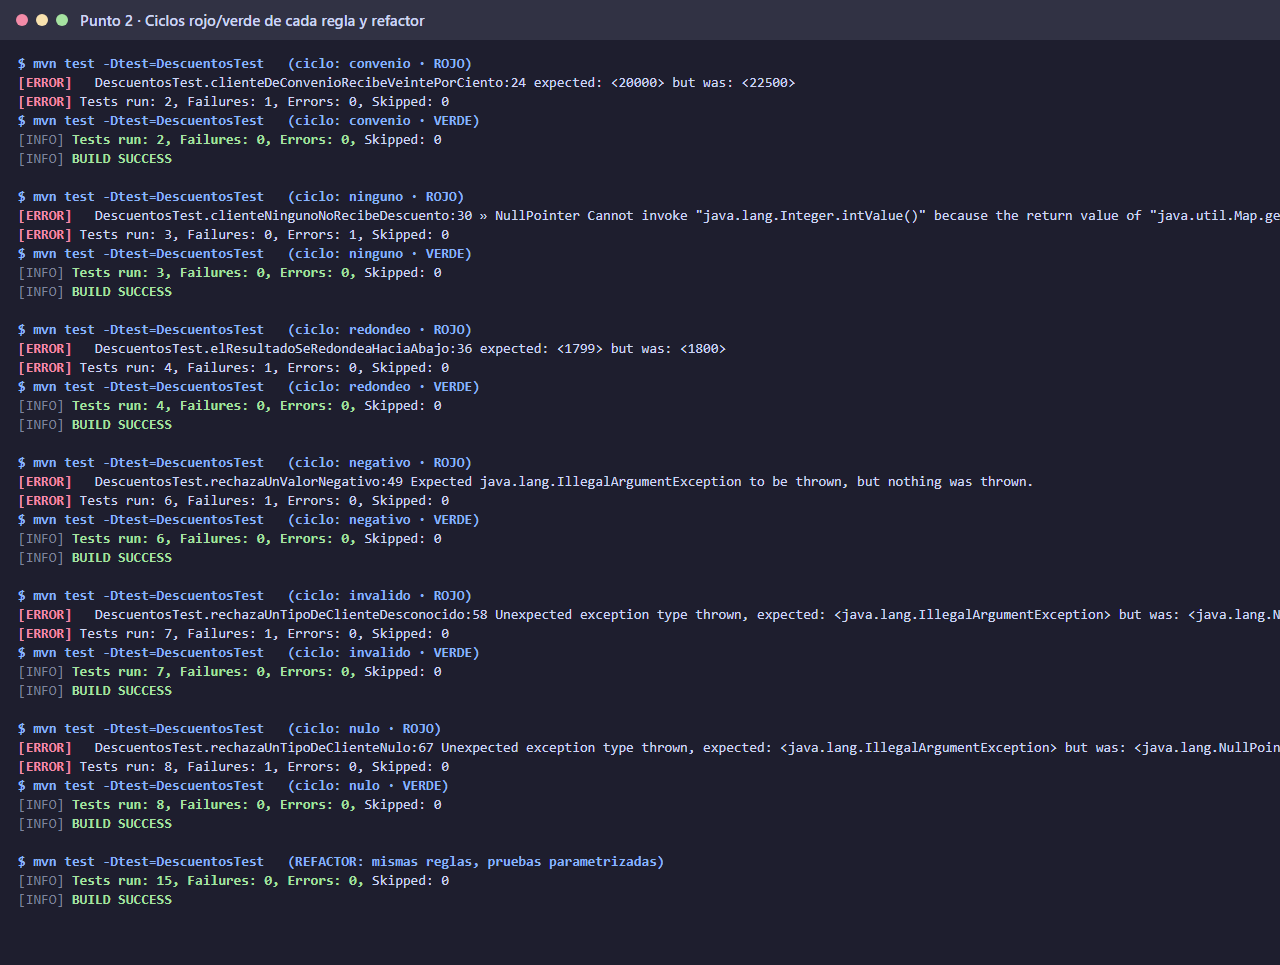 Punto 2 · Ciclos rojo/verde de cada regla y refactor
$ mvn test -Dtest=DescuentosTest   (ciclo: convenio · ROJO)
[ERROR]   DescuentosTest.clienteDeConvenioRecibeVeintePorCiento:24 expected: <20000> but was: <22500>
[ERROR] Tests run: 2, Failures: 1, Errors: 0, Skipped: 0
$ mvn test -Dtest=DescuentosTest   (ciclo: convenio · VERDE)
[INFO] Tests run: 2, Failures: 0, Errors: 0, Skipped: 0
[INFO] BUILD SUCCESS
$ mvn test -Dtest=DescuentosTest   (ciclo: ninguno · ROJO)
[ERROR]   DescuentosTest.clienteNingunoNoRecibeDescuento:30 » NullPointer Cannot invoke "java.lang.Integer.intValue()" because the return value of "java.util.Map.ge
[ERROR] Tests run: 3, Failures: 0, Errors: 1, Skipped: 0
$ mvn test -Dtest=DescuentosTest   (ciclo: ninguno · VERDE)
[INFO] Tests run: 3, Failures: 0, Errors: 0, Skipped: 0
[INFO] BUILD SUCCESS
$ mvn test -Dtest=DescuentosTest   (ciclo: redondeo · ROJO)
[ERROR]   DescuentosTest.elResultadoSeRedondeaHaciaAbajo:36 expected: <1799> but was: <1800>
[ERROR] Tests run: 4, Failures: 1, Errors: 0, Skipped: 0
$ mvn test -Dtest=DescuentosTest   (ciclo: redondeo · VERDE)
[INFO] Tests run: 4, Failures: 0, Errors: 0, Skipped: 0
[INFO] BUILD SUCCESS
$ mvn test -Dtest=DescuentosTest   (ciclo: negativo · ROJO)
[ERROR]   DescuentosTest.rechazaUnValorNegativo:49 Expected java.lang.IllegalArgumentException to be thrown, but nothing was thrown.
[ERROR] Tests run: 6, Failures: 1, Errors: 0, Skipped: 0
$ mvn test -Dtest=DescuentosTest   (ciclo: negativo · VERDE)
[INFO] Tests run: 6, Failures: 0, Errors: 0, Skipped: 0
[INFO] BUILD SUCCESS
$ mvn test -Dtest=DescuentosTest   (ciclo: invalido · ROJO)
[ERROR]   DescuentosTest.rechazaUnTipoDeClienteDesconocido:58 Unexpected exception type thrown, expected: <java.lang.IllegalArgumentException> but was: <java.lang.N
[ERROR] Tests run: 7, Failures: 1, Errors: 0, Skipped: 0
$ mvn test -Dtest=DescuentosTest   (ciclo: invalido · VERDE)
[INFO] Tests run: 7, Failures: 0, Errors: 0, Skipped: 0
[INFO] BUILD SUCCESS
$ mvn test -Dtest=DescuentosTest   (ciclo: nulo · ROJO)
[ERROR]   DescuentosTest.rechazaUnTipoDeClienteNulo:67 Unexpected exception type thrown, expected: <java.lang.IllegalArgumentException> but was: <java.lang.NullPoin
[ERROR] Tests run: 8, Failures: 1, Errors: 0, Skipped: 0
$ mvn test -Dtest=DescuentosTest   (ciclo: nulo · VERDE)
[INFO] Tests run: 8, Failures: 0, Errors: 0, Skipped: 0
[INFO] BUILD SUCCESS
$ mvn test -Dtest=DescuentosTest   (REFACTOR: mismas reglas, pruebas parametrizadas)
[INFO] Tests run: 15, Failures: 0, Errors: 0, Skipped: 0
[INFO] BUILD SUCCESS